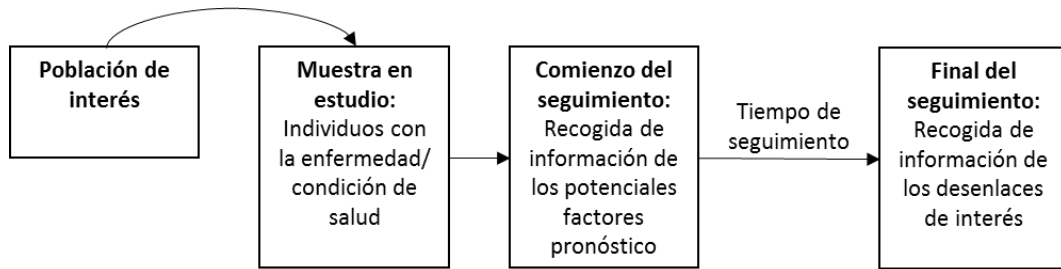 Población de
interés
Muestra en
estudio:
Individuos con
la enfermedad/
condición de
salud
Comienzo del
seguimiento:
Recogida de
información de
los potenciales
factores
pronóstico
Tiempo de
seguimiento
Final del
seguimiento:
Recogida de
información de
los desenlaces
de interés